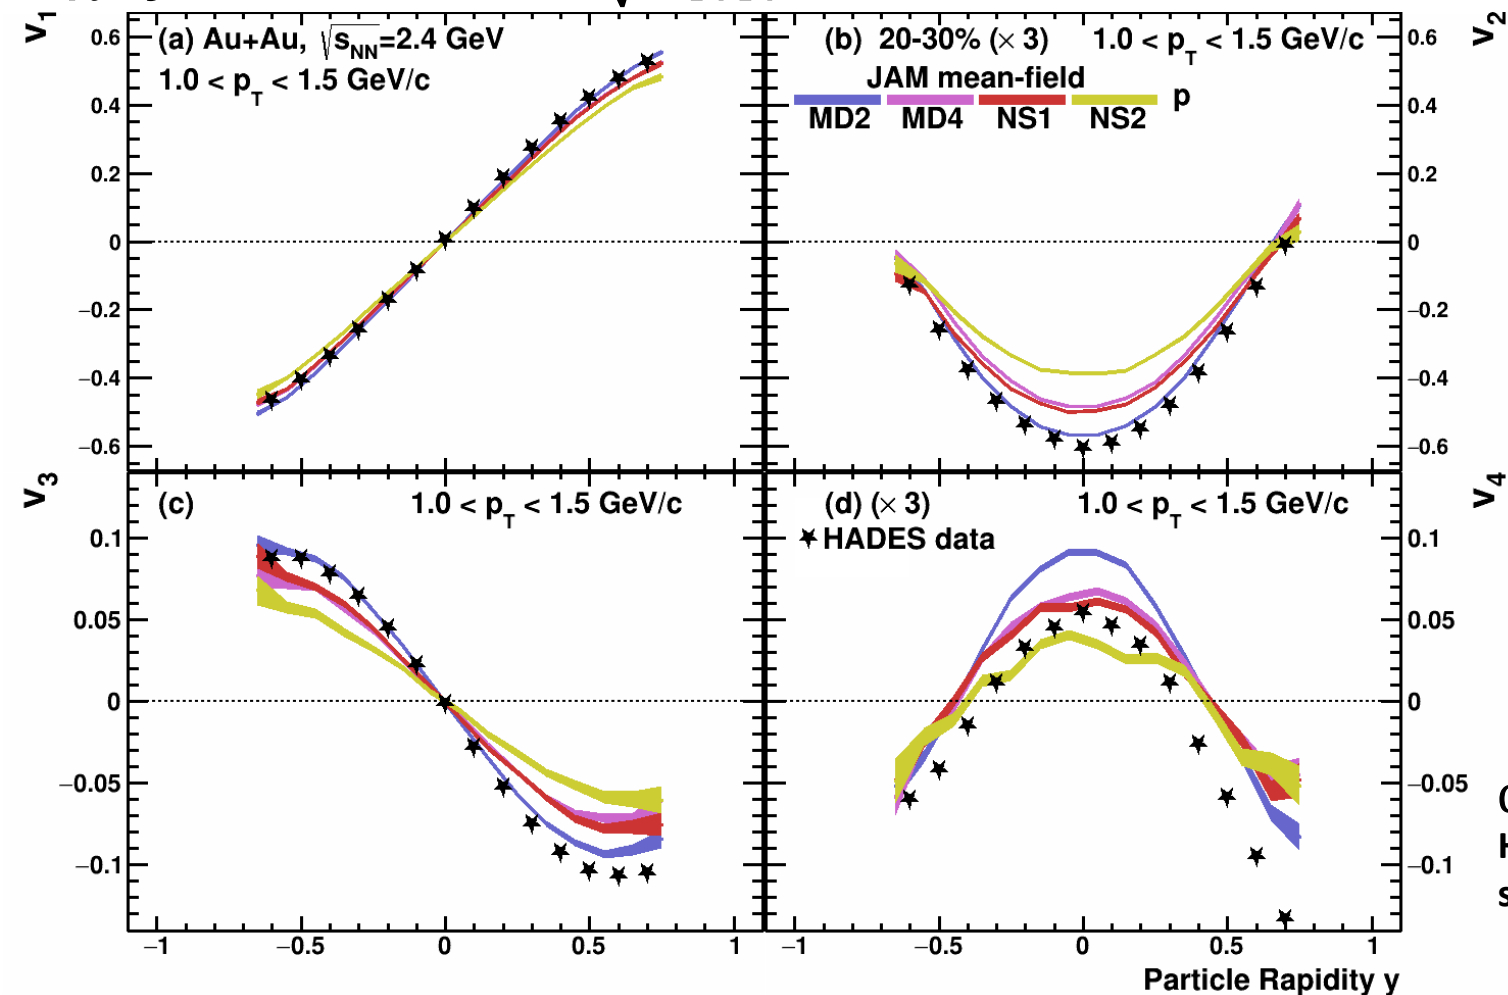 v1
(a) Au+Au, √sNN=2.4 GeV
1.0 < pT < 1.5 GeV/c
0.6
0.4
0.2
0
−0.2
−0.4
−0.6
v2
(b) 20-30% (× 3) 1.0 < pT < 1.5 GeV/c
JAM mean-field
p
MD2 MD4 NS1 NS2
0.6
0.4
0.2
0
−0.2
−0.4
−0.6
v3
(c) 1.0 < pT < 1.5 GeV/c
0.1
0.05
0
−0.05
−0.1
−1 −0.5 0 0.5 1
v4
(d) (× 3) 1.0 < pT < 1.5 GeV/c
HADES data
0.1
0.05
0
−0.05
−0.1
−1 −0.5 0 0.5 1
Particle Rapidity y